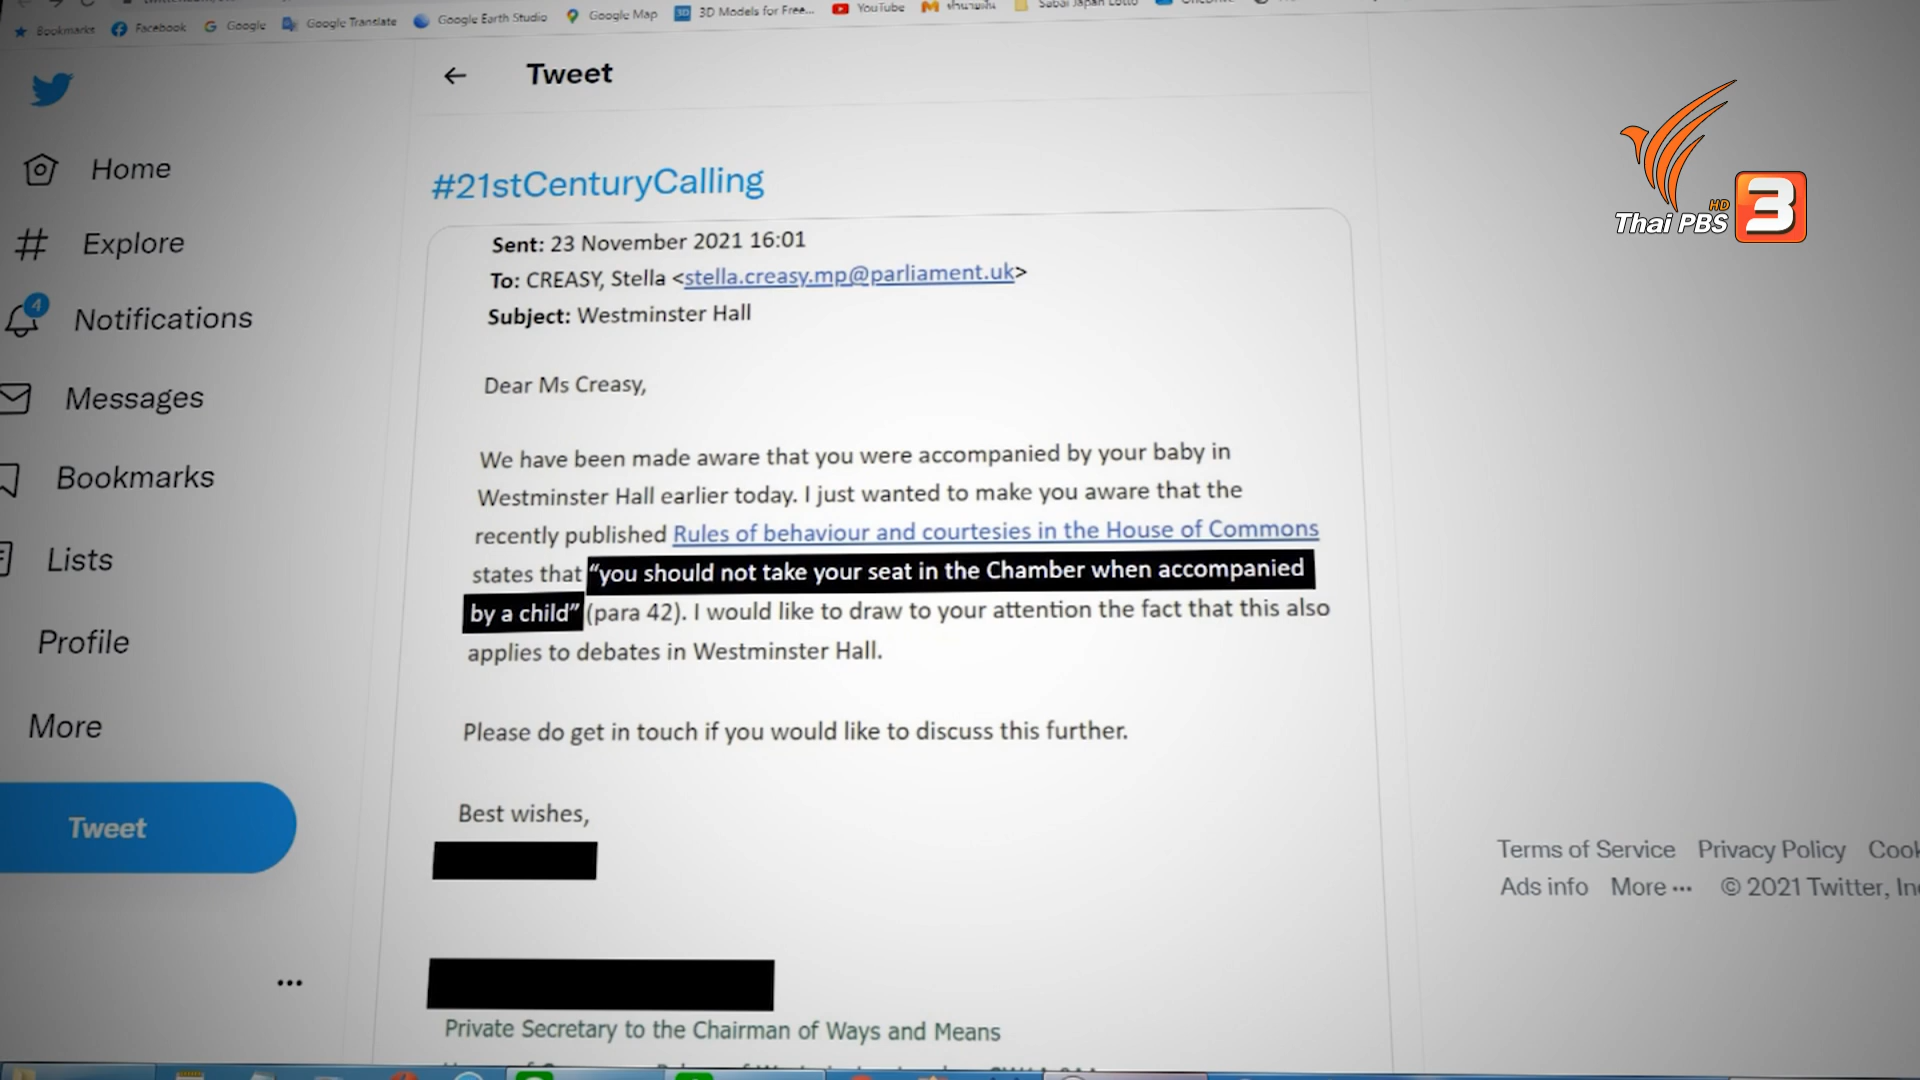 Bookmarks Facebook Google Google Translate Google Earth Studio Google Map 3D Models for Free... YouTube
Tweet
Home
Explore
4
Notifications
Messages
Bookmarks
Lists
Profile
More
Tweet
#21stCenturyCalling
Sent: 23 November 2021 16:01
To: CREASY, Stella <stella.creasy.mp@parliament.uk>
Subject: Westminster Hall
Dear Ms Creasy,
We have been made aware that you were accompanied by your baby in
Westminster Hall earlier today. I just wanted to make you aware that the
recently published Rules of behaviour and courtesies in the House of Commons
states that “you should not take your seat in the Chamber when accompanied
by a child” (para 42). I would like to draw to your attention the fact that this also
applies to debates in Westminster Hall.
Please do get in touch if you would like to discuss this further.
Best wishes,
Private Secretary to the Chairman of Ways and Means
Thai PBS HD 3
Terms of Service Privacy Policy
Ads info More ··· © 2021 Twitter,